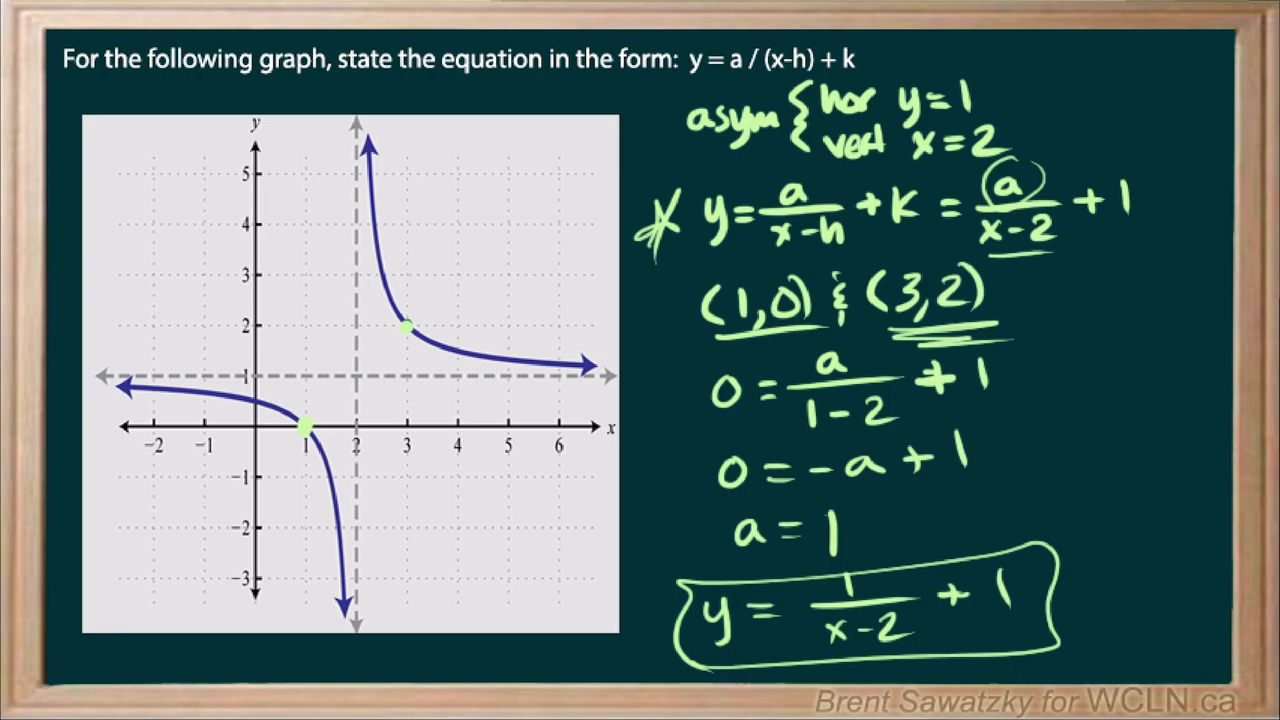 For the following graph, state the equation in the form: y = a / (x-h) + k
asym { hor y = 1
vert x = 2
y = a/(x-h) + k = a/(x-2) + 1
(1,0) & (3,2)
0 = a/(1-2) + 1
0 = -a + 1
a = 1
y = 1/(x-2) + 1
y
5
4
3
2
1
-2 -1 1 2 3 4 5 6 x
-1
-2
-3
Brent Sawatzky for WCLN.ca